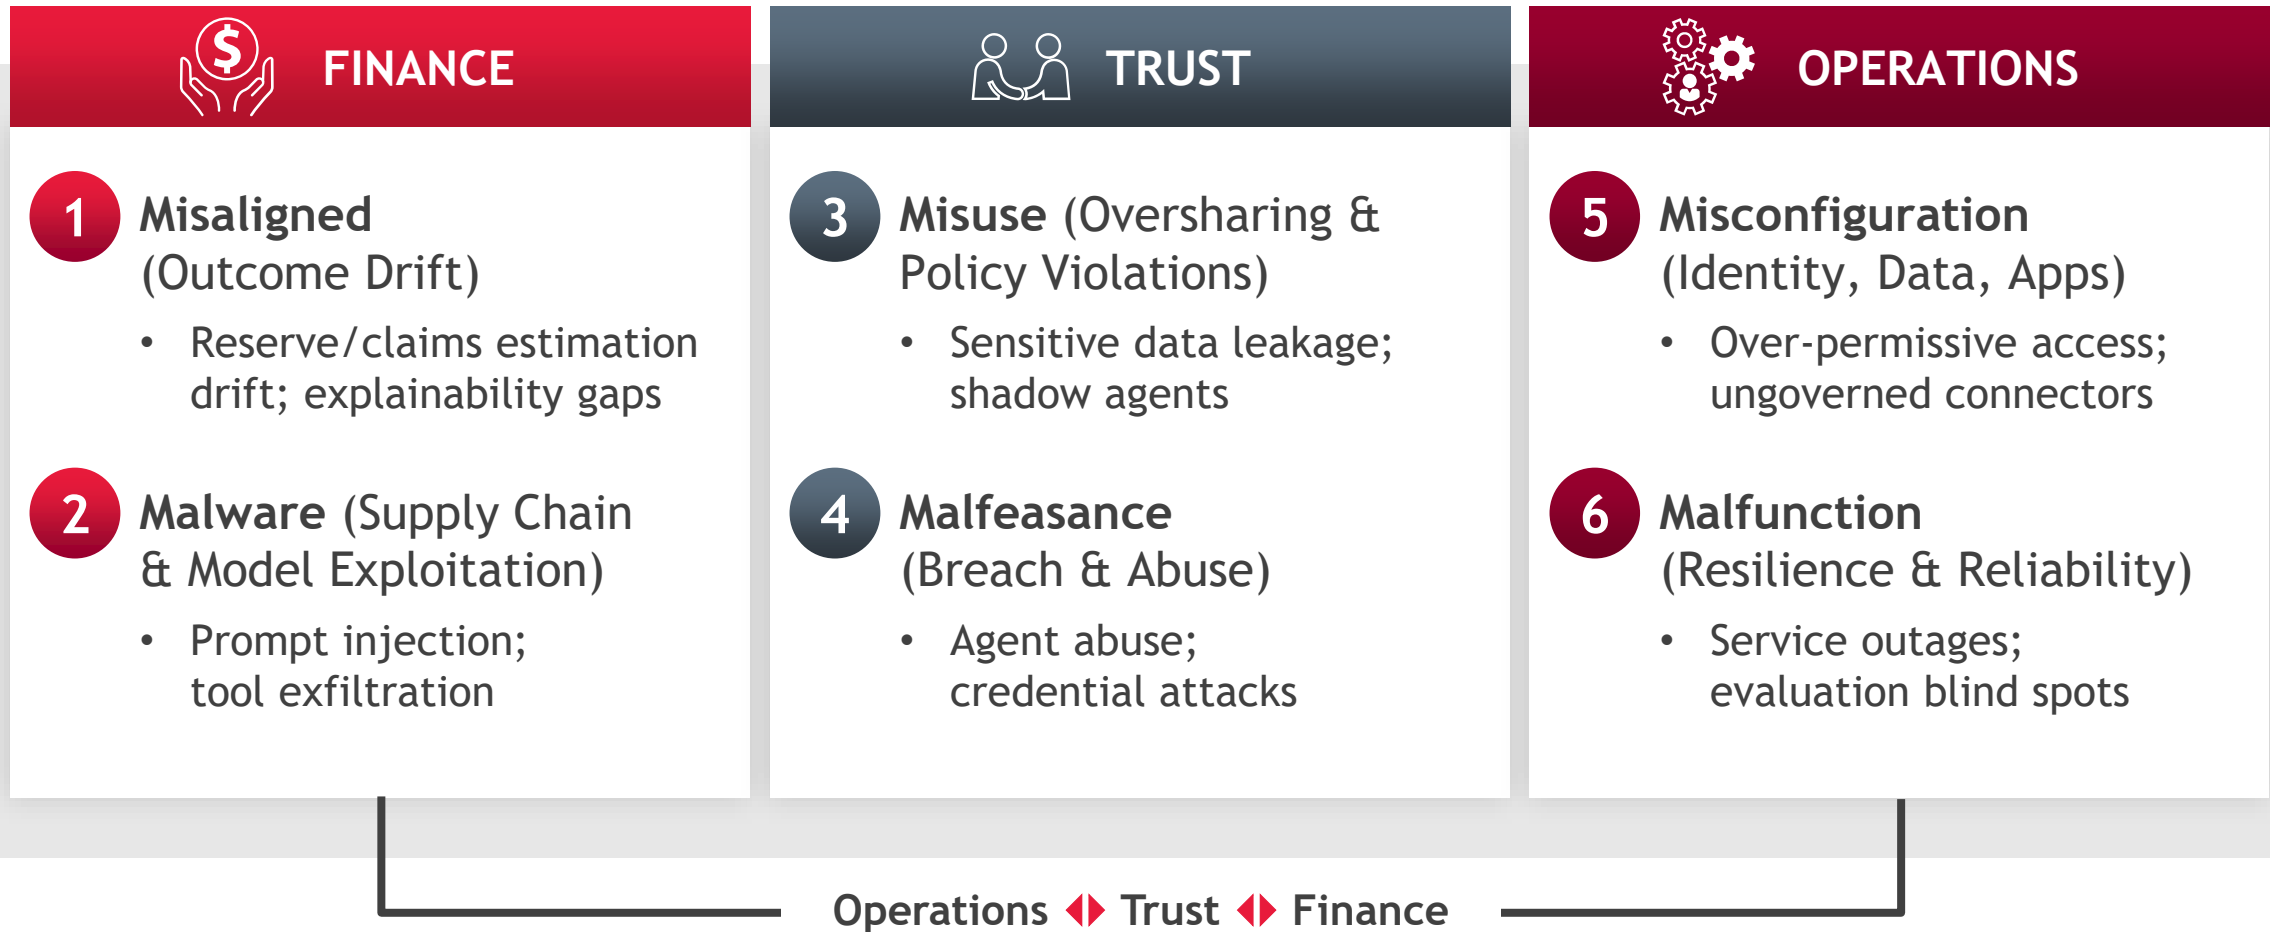 FINANCE
1
Misaligned
(Outcome Drift)
• Reserve/claims estimation
drift; explainability gaps
2
Malware (Supply Chain
& Model Exploitation)
• Prompt injection;
tool exfiltration
TRUST
3
Misuse (Oversharing &
Policy Violations)
• Sensitive data leakage;
shadow agents
4
Malfeasance
(Breach & Abuse)
• Agent abuse;
credential attacks
OPERATIONS
5
Misconfiguration
(Identity, Data, Apps)
• Over-permissive access;
ungoverned connectors
6
Malfunction
(Resilience & Reliability)
• Service outages;
evaluation blind spots
Operations Trust Finance